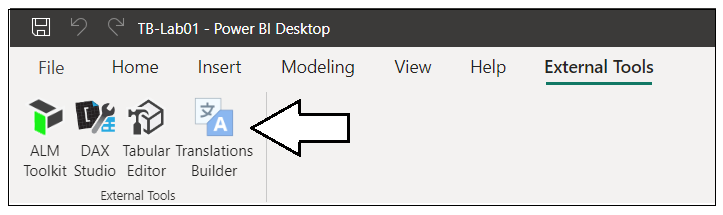 TB-Lab01 - Power BI Desktop
File Home Insert Modeling View Help External Tools
文 A
ALM DAX Tabular Translations
Toolkit Studio Editor Builder
External Tools